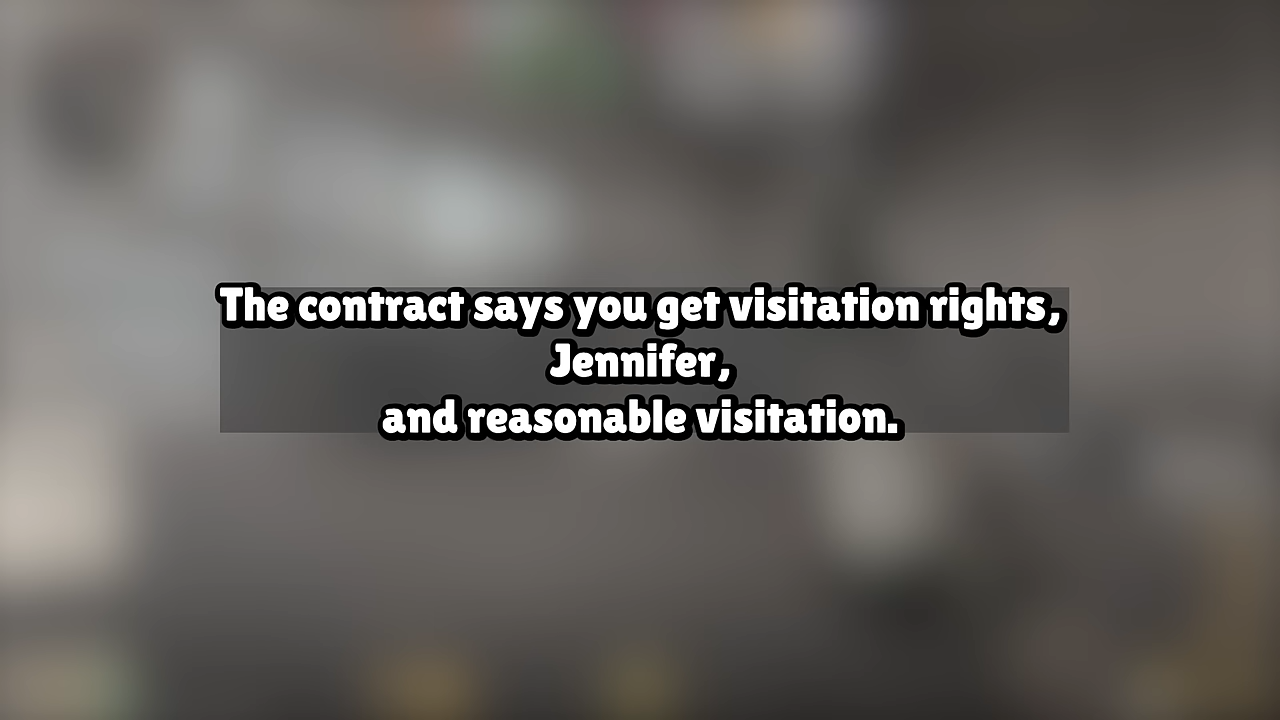 The contract says you get visitation rights,
Jennifer,
and reasonable visitation.